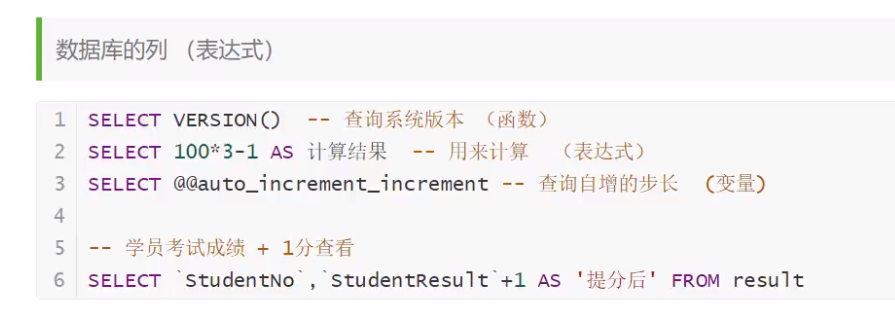 数据库的列 （表达式）
1 SELECT VERSION()  -- 查询系统版本 （函数）
2 SELECT 100*3-1 AS 计算结果  -- 用来计算  （表达式）
3 SELECT @@auto_increment_increment -- 查询自增的步长  (变量)
4
5 -- 学员考试成绩 + 1分查看
6 SELECT `StudentNo`,`StudentResult`+1 AS '提分后' FROM result